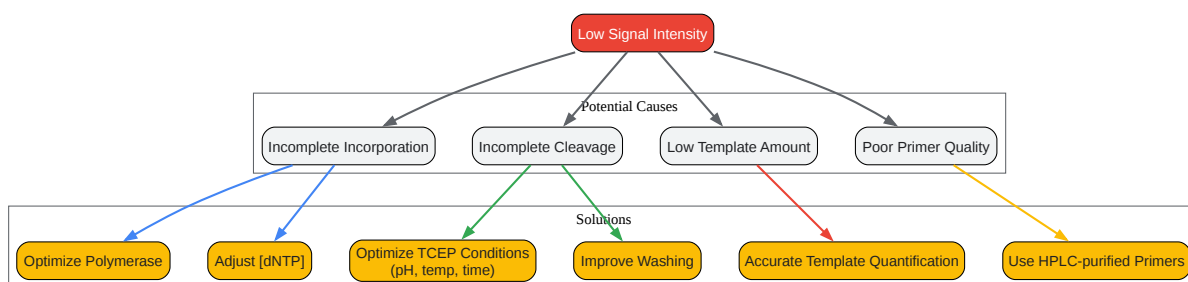 Low Signal Intensity
Potential Causes
Incomplete Incorporation
Incomplete Cleavage
Low Template Amount
Poor Primer Quality
Solutions
Optimize Polymerase
Adjust [dNTP]
Optimize TCEP Conditions
(pH, temp, time)
Improve Washing
Accurate Template Quantification
Use HPLC-purified Primers